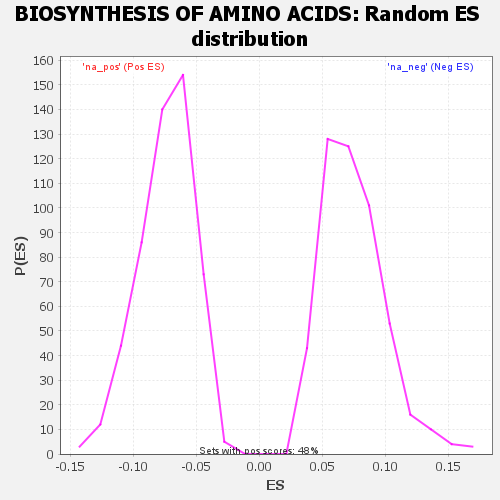 BIOSYNTHESIS OF AMINO ACIDS: Random ES
distribution
'na_pos' (Pos ES)
'na_neg' (Neg ES)
160
150
140
130
120
110
100
90
80
70
60
50
40
30
20
10
0
P(ES)
Sets with pos scores: 48%
-0.15 -0.10 -0.05 0.00 0.05 0.10 0.15
ES